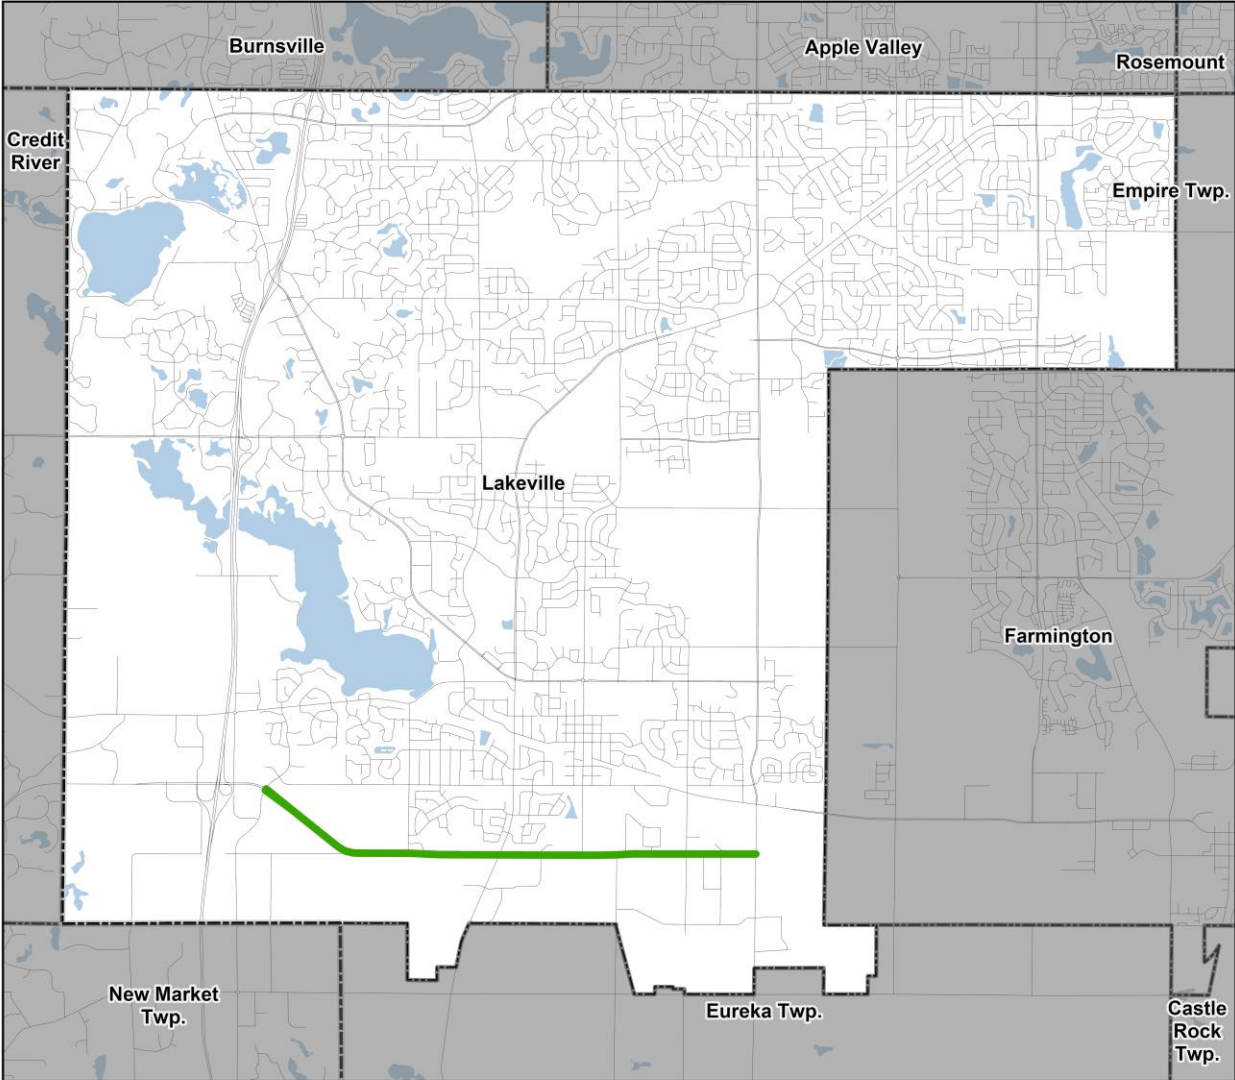 Burnsville
Apple Valley
Rosemount
Credit
River
Empire Twp.
Lakeville
Farmington
New Market
Twp.
Eureka Twp.
Castle
Rock
Twp.